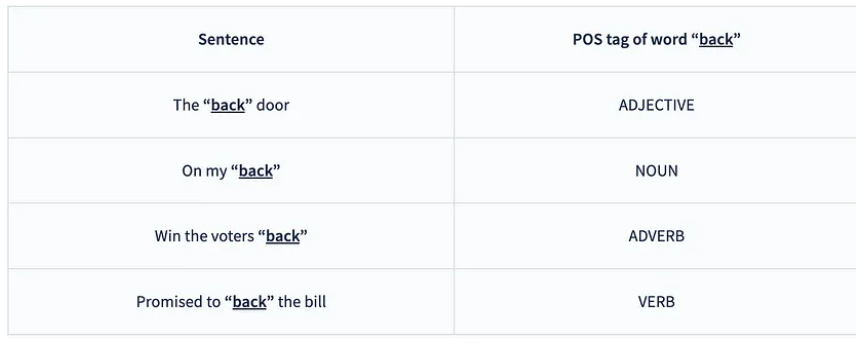 Sentence POS tag of word “back”
The “back” door ADJECTIVE
On my “back” NOUN
Win the voters “back” ADVERB
Promised to “back” the bill VERB